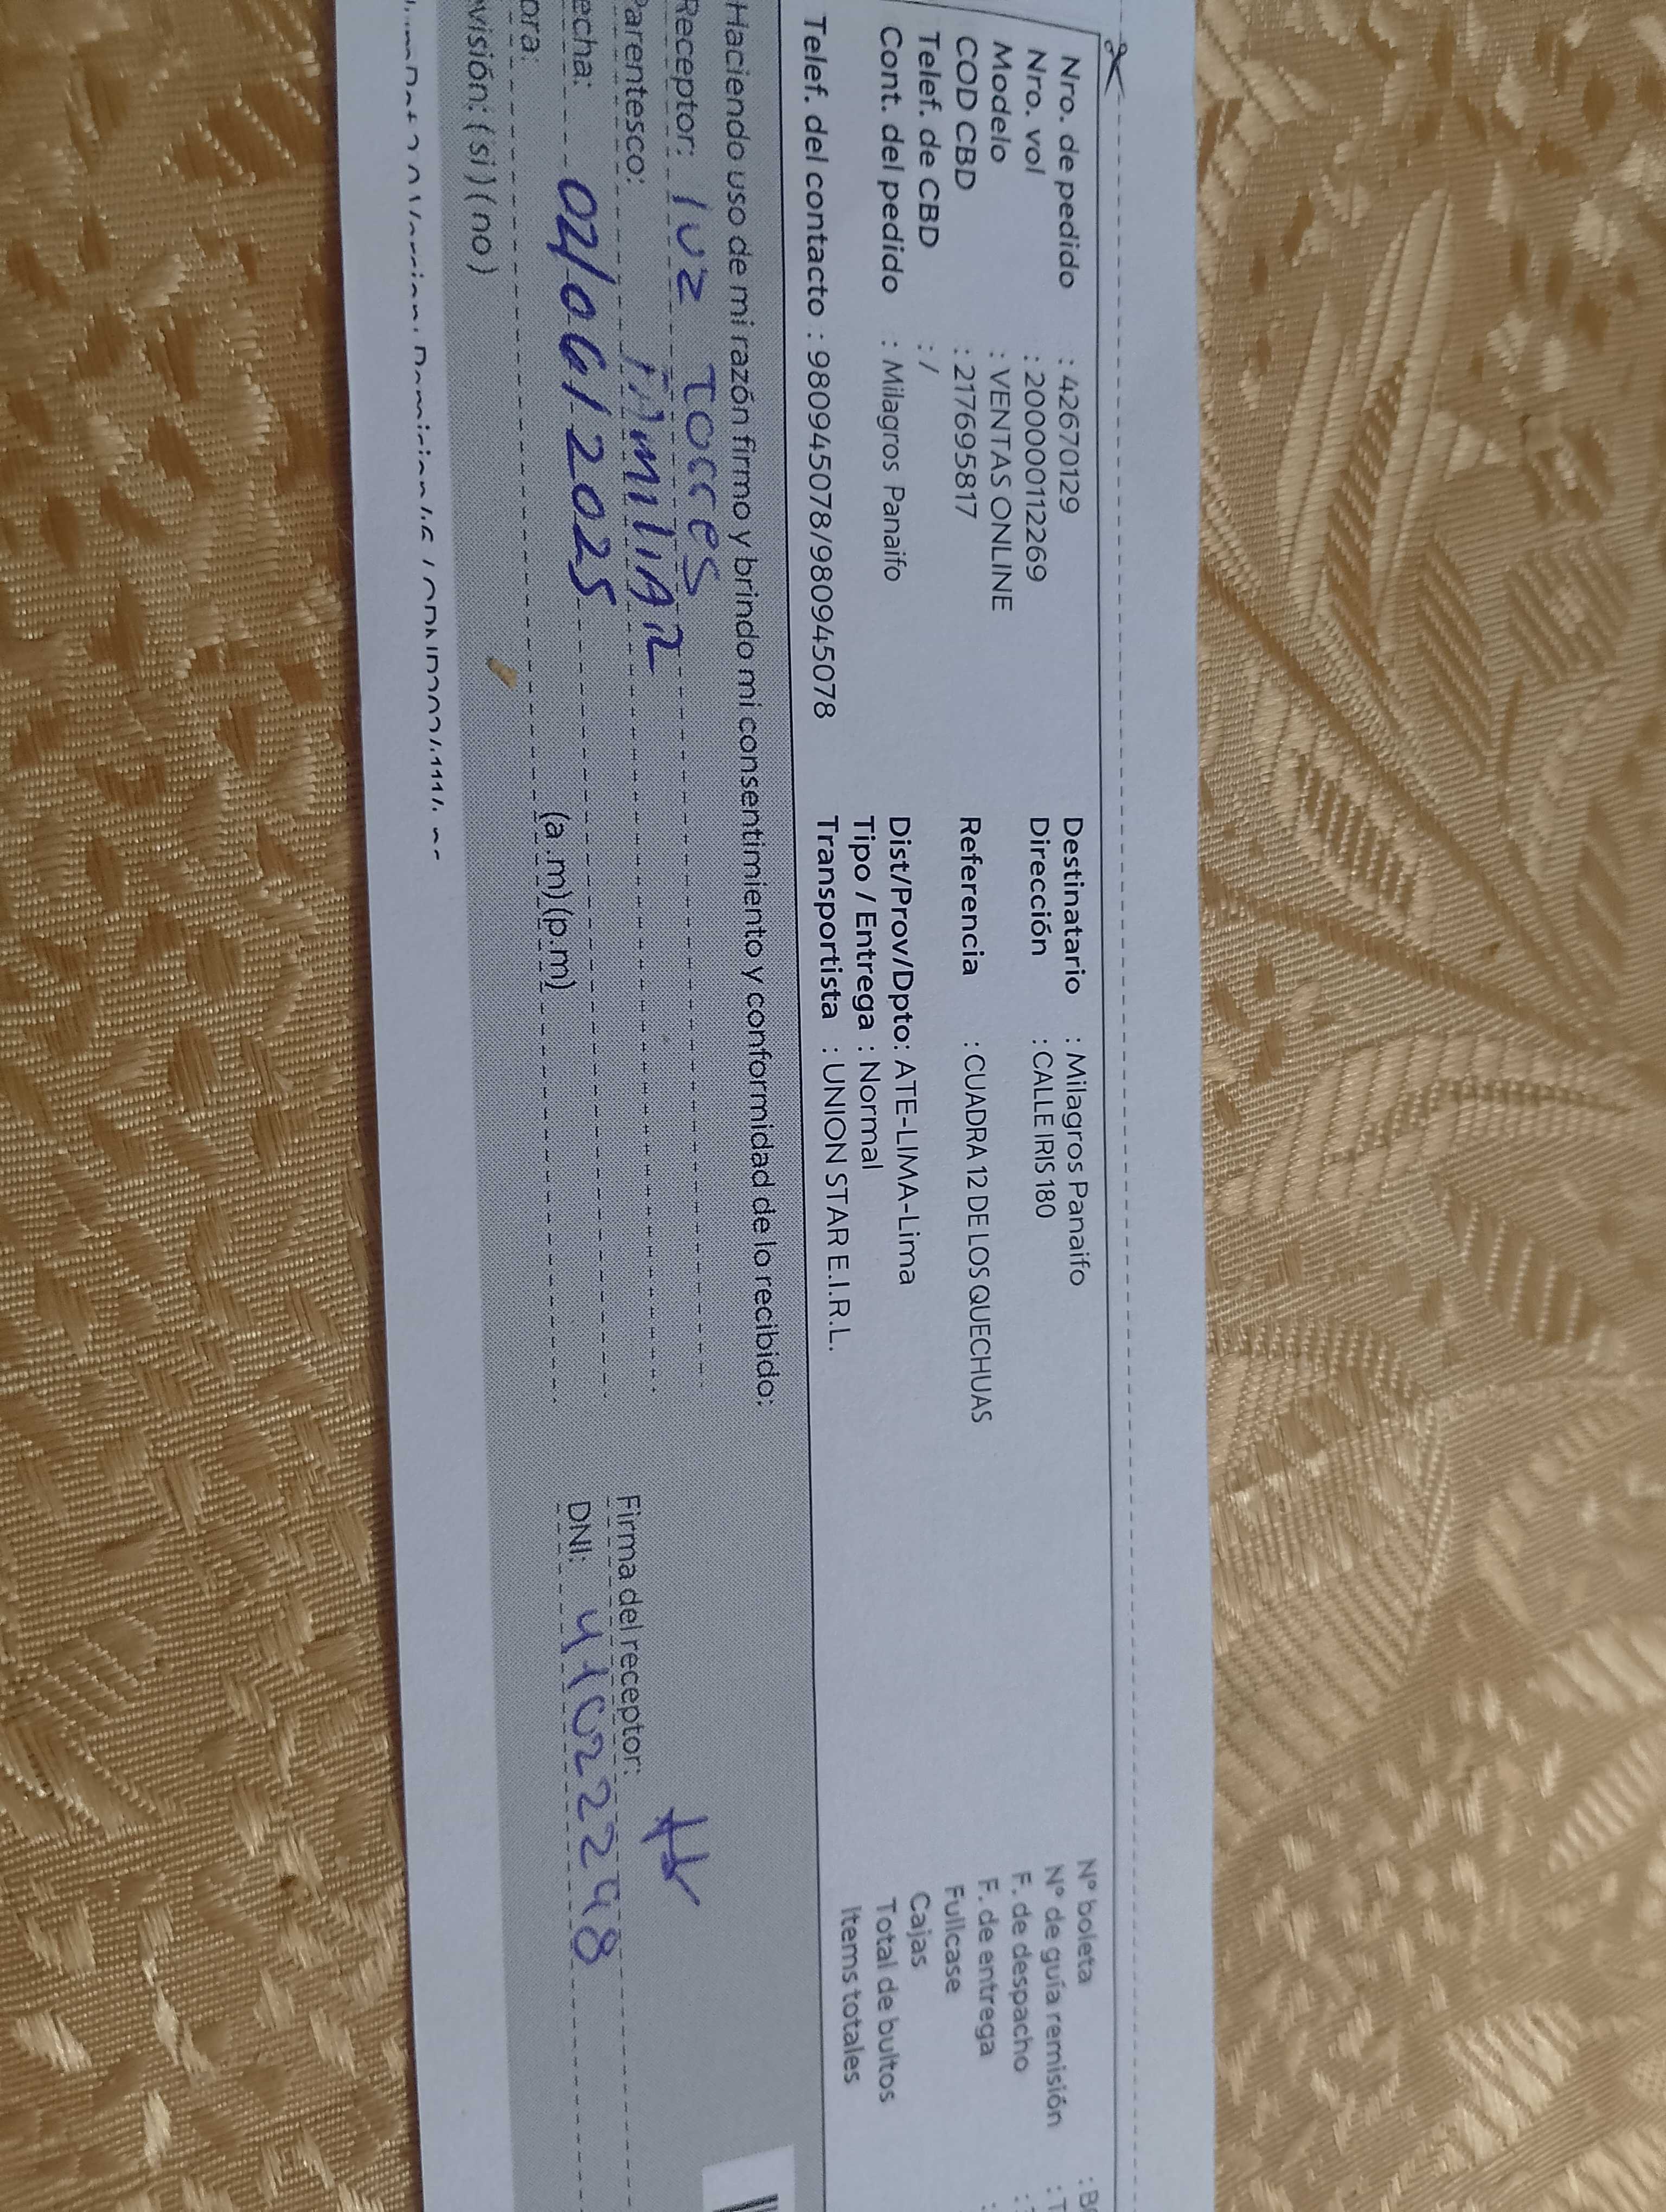 Nro. de pedido : 42670129
Nro. vol : 2000001122269
Modelo : VENTAS ONLINE
COD CBD : 217695817
Telef. de CBD : /
Cont. del pedido : Milagros Panaifo
Telef. del contacto : 980945078/980945078
Destinatario : Milagros Panaifo
Dirección : CALLE IRIS 180
Referencia : CUADRA 12 DE LOS QUECHUAS
Dist/Prov/Dpto: ATE-LIMA-Lima
Tipo / Entrega : Normal
Transportista : UNION STAR E.I.R.L.
N° boleta : B
N° de guía remisión : T
F. de despacho :
F. de entrega :
Fullcase
Cajas
Total de bultos
Items totales
Haciendo uso de mi razón firmo y brindo mi consentimiento y conformidad de lo recibido:
Receptor: luz Torres
Parentesco: FAMILIAR
echa: 02/06/2025
ora: (a.m)(p.m)
visión: (si) (no)
Firma del receptor:
DNI: 41022298